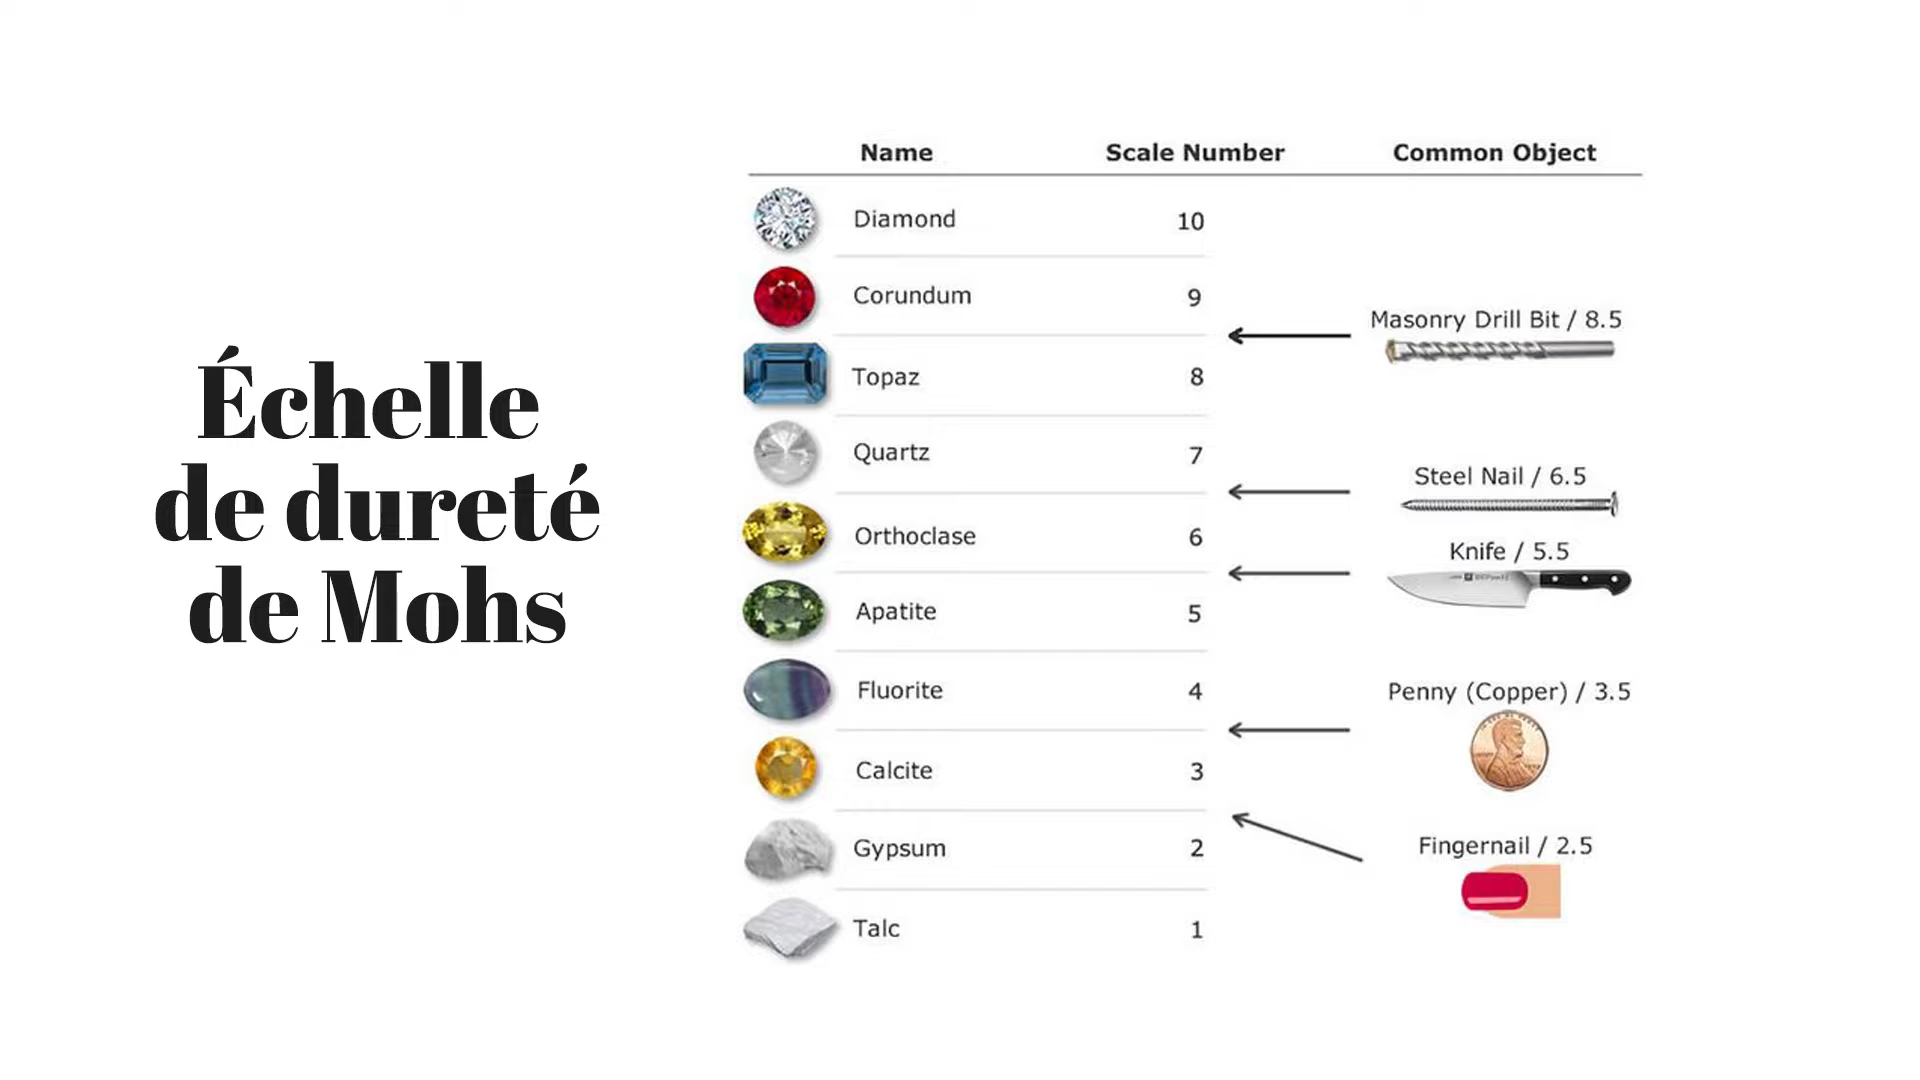 Échelle
de dureté
de Mohs
Name Scale Number Common Object
Diamond 10
Corundum 9
Masonry Drill Bit / 8.5
Topaz 8
Quartz 7
Steel Nail / 6.5
Orthoclase 6
Knife / 5.5
Apatite 5
Fluorite 4
Penny (Copper) / 3.5
Calcite 3
Gypsum 2
Fingernail / 2.5
Talc 1